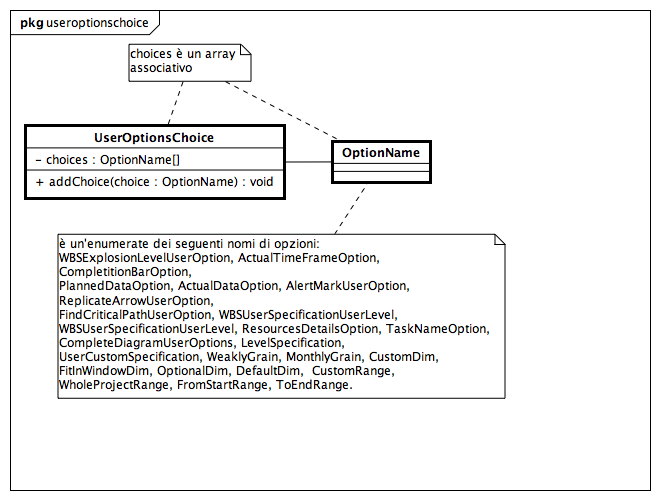 pkg useroptionschoice
choices è un array
associativo
UserOptionsChoice
- choices : OptionName[]
+ addChoice(choice : OptionName) : void
OptionName
è un'enumerate dei seguenti nomi di opzioni:
WBSExplosionLevelUserOption, ActualTimeFrameOption,
CompletitionBarOption,
PlannedDataOption, ActualDataOption, AlertMarkUserOption,
ReplicateArrowUserOption,
FindCriticalPathUserOption, WBSUserSpecificationUserLevel,
WBSUserSpecificationUserLevel, ResourcesDetailsOption, TaskNameOption,
CompleteDiagramUserOptions, LevelSpecification,
UserCustomSpecification, WeaklyGrain, MonthlyGrain, CustomDim,
FitInWindowDim, OptionalDim, DefaultDim,  CustomRange,
WholeProjectRange, FromStartRange, ToEndRange.